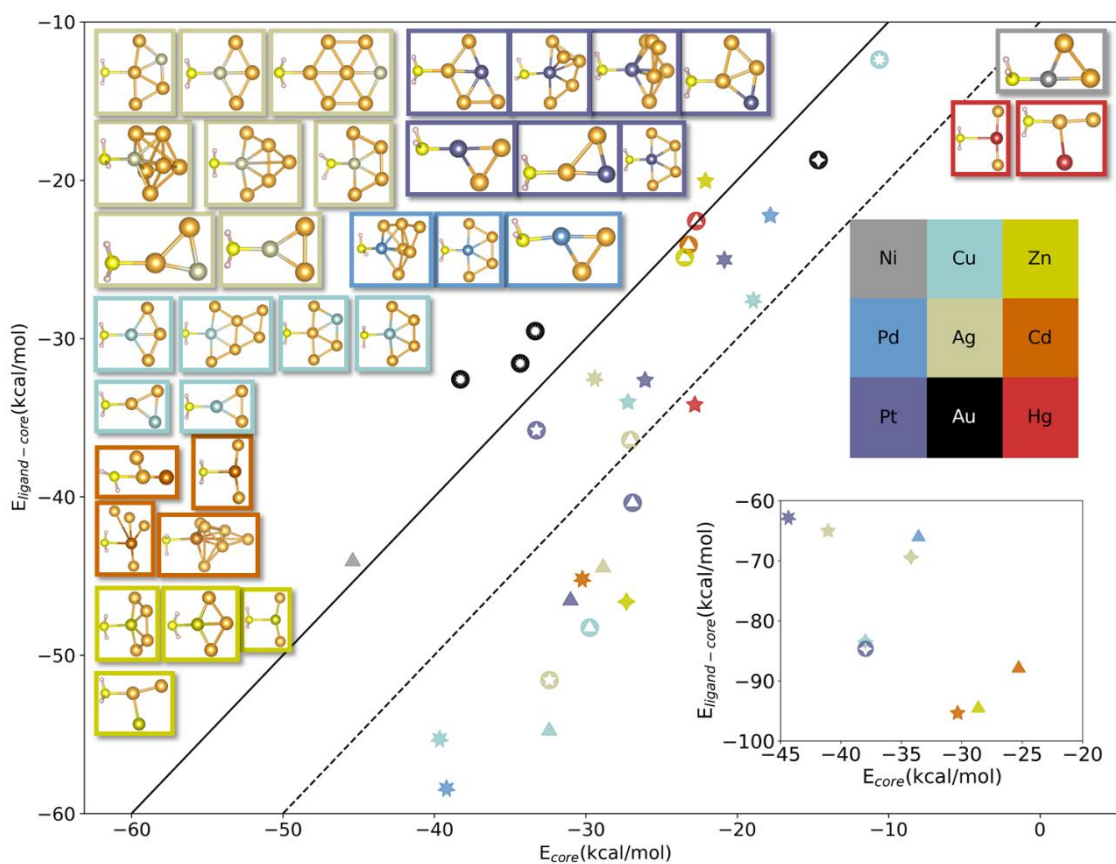 −10
−20
−30
−40
−50
−60
E_ligand−core(kcal/mol)
−60 −50 −40 −30 −20 −10 0
E_core(kcal/mol)
Ni Cu Zn
Pd Ag Cd
Pt Au Hg
−60
−70
−80
−90
−100
E_ligand−core(kcal/mol)
−45 −40 −35 −30 −25 −20
E_core(kcal/mol)